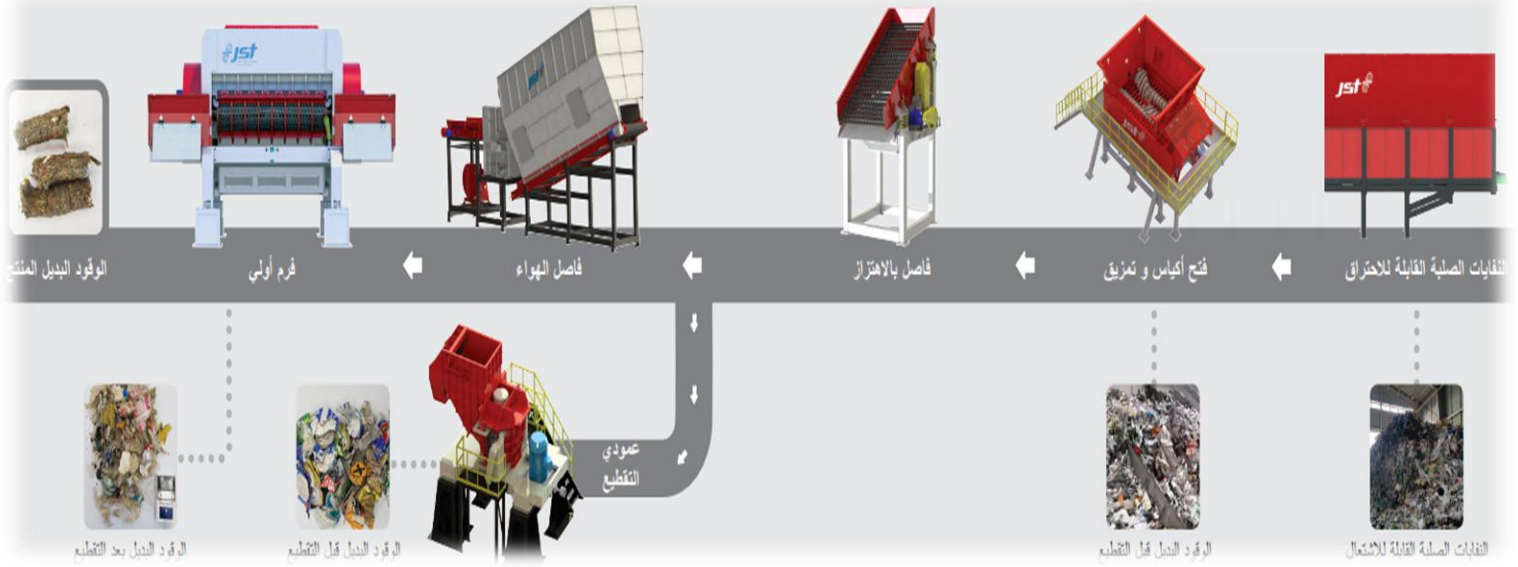 jst
jst
jst
jst
النفايات الصلبة القابلة للاحتراق
فتح أكياس و تمزيق
فاصل بالاهتزاز
فاصل الهواء
فرم أولي
الوقود البديل المنتج
عمودي
التقطيع
النفايات الصلبة القابلة للاشتعال
الوقود البديل قبل التقطيع
الوقود البديل قبل التقطيع
الوقود البديل بعد التقطيع